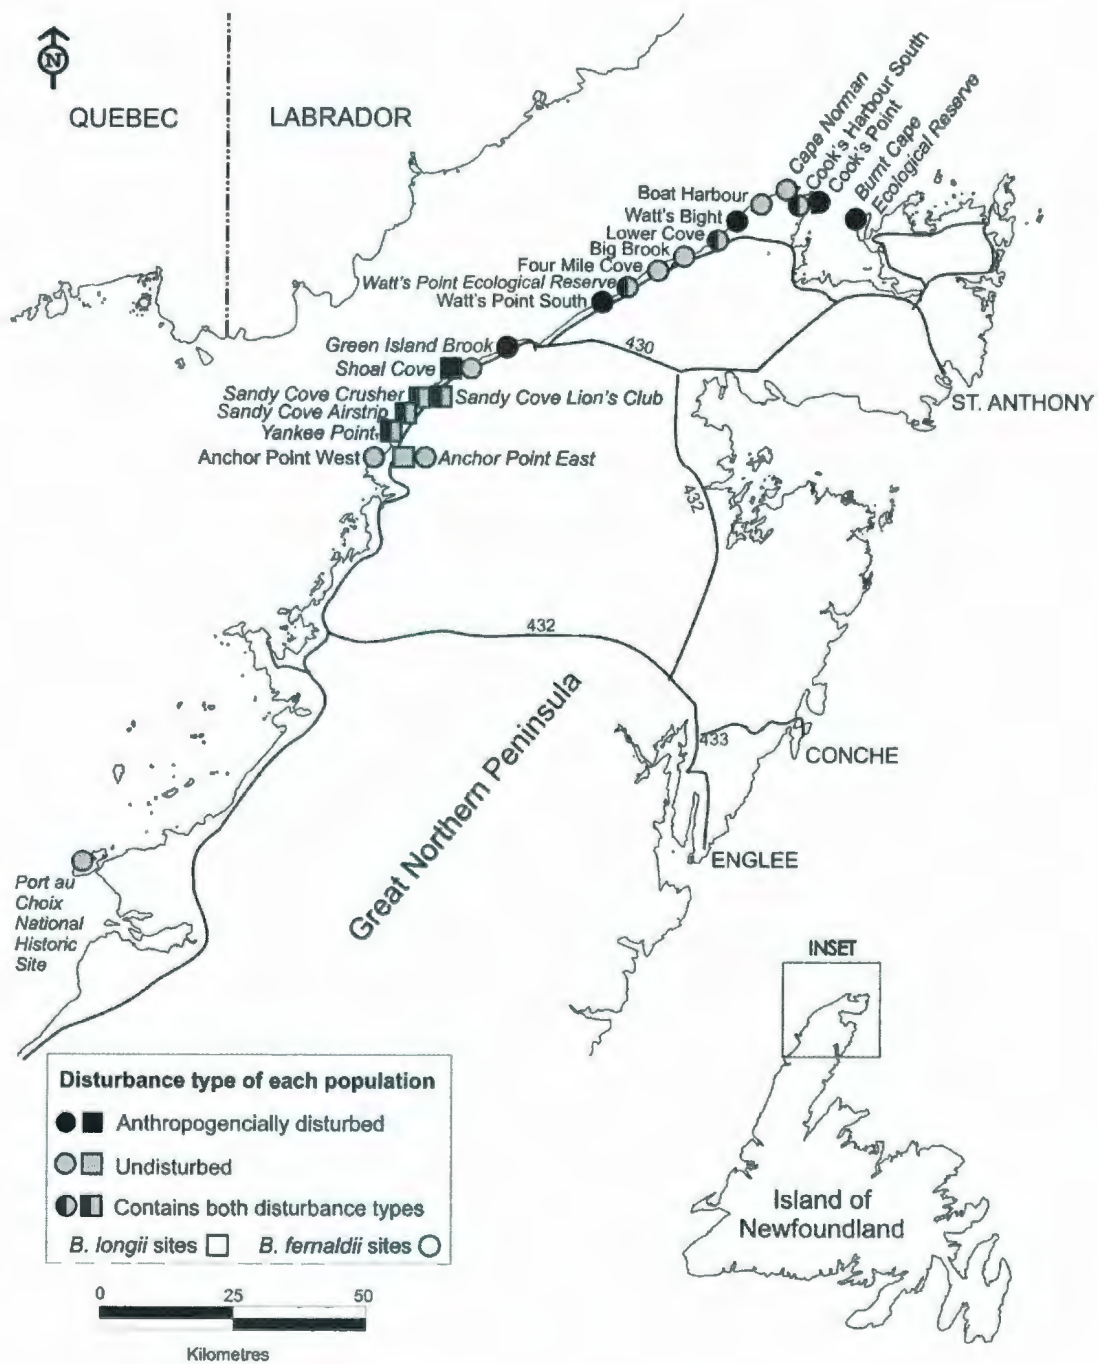 N
QUEBEC
LABRADOR
Cape Norman
Cook's Harbour South
Cook's Point
Burnt Cape
Ecological Reserve
Boat Harbour
Watt's Bight
Lower Cove
Big Brook
Four Mile Cove
Watt's Point Ecological Reserve
Watt's Point South
Green Island Brook
430
Shoal Cove
Sandy Cove Crusher
Sandy Cove Lion's Club
Sandy Cove Airstrip
Yankee Point
Anchor Point West
Anchor Point East
ST. ANTHONY
432
432
433
CONCHE
ENGLEE
Great Northern Peninsula
Port au
Choix
National
Historic
Site
INSET
Island of
Newfoundland
Disturbance type of each population
Anthropogencially disturbed
Undisturbed
Contains both disturbance types
B. longii sites
B. fernaldii sites
0 25 50
Kilometres